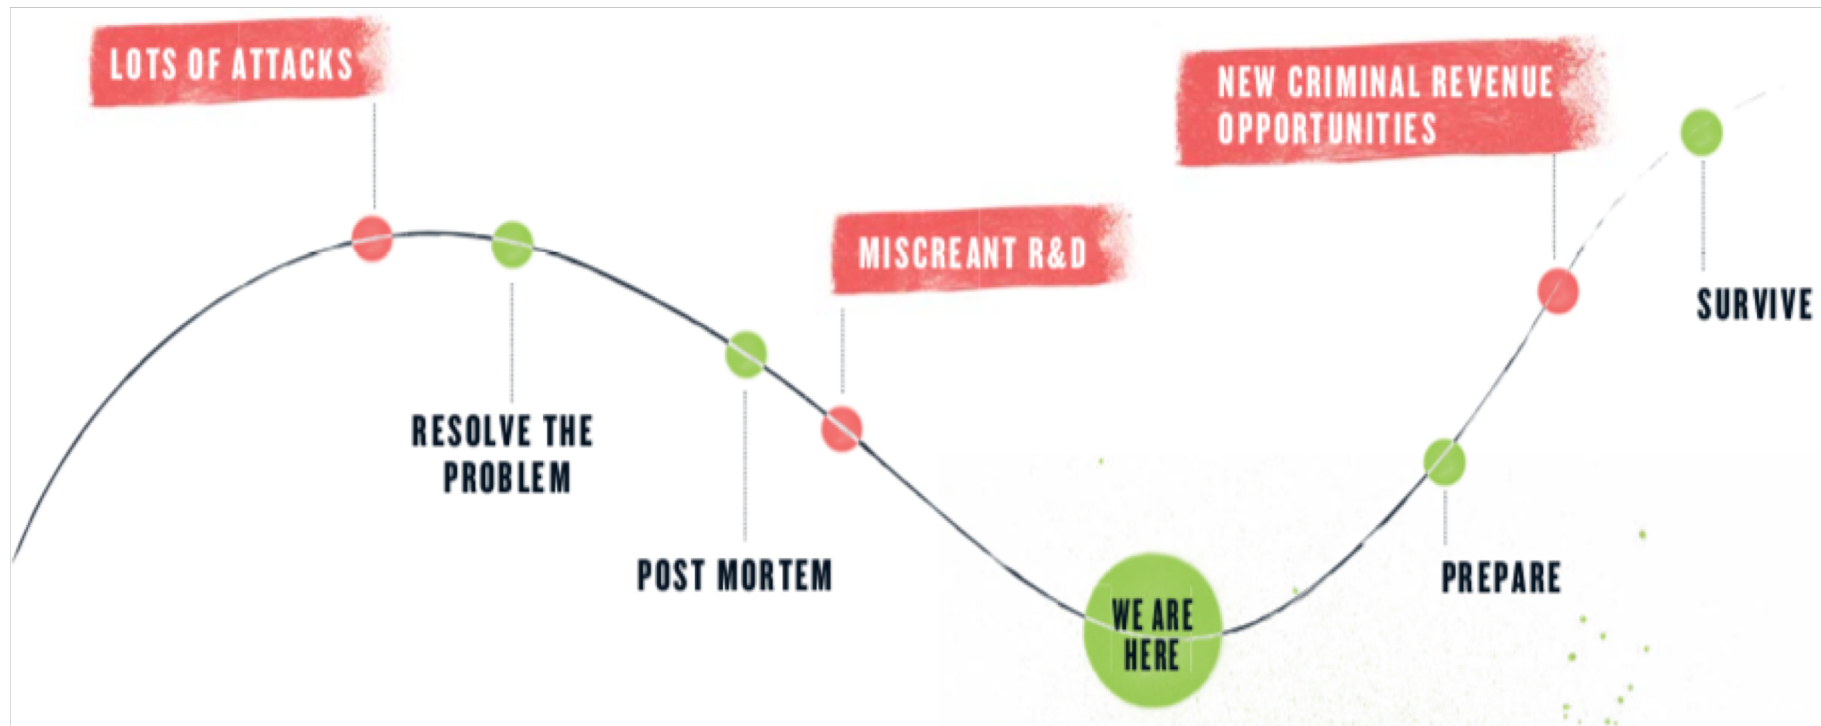 LOTS OF ATTACKS
NEW CRIMINAL REVENUE
OPPORTUNITIES
MISCREANT R&D
SURVIVE
RESOLVE THE
PROBLEM
POST MORTEM
PREPARE
WE ARE
HERE